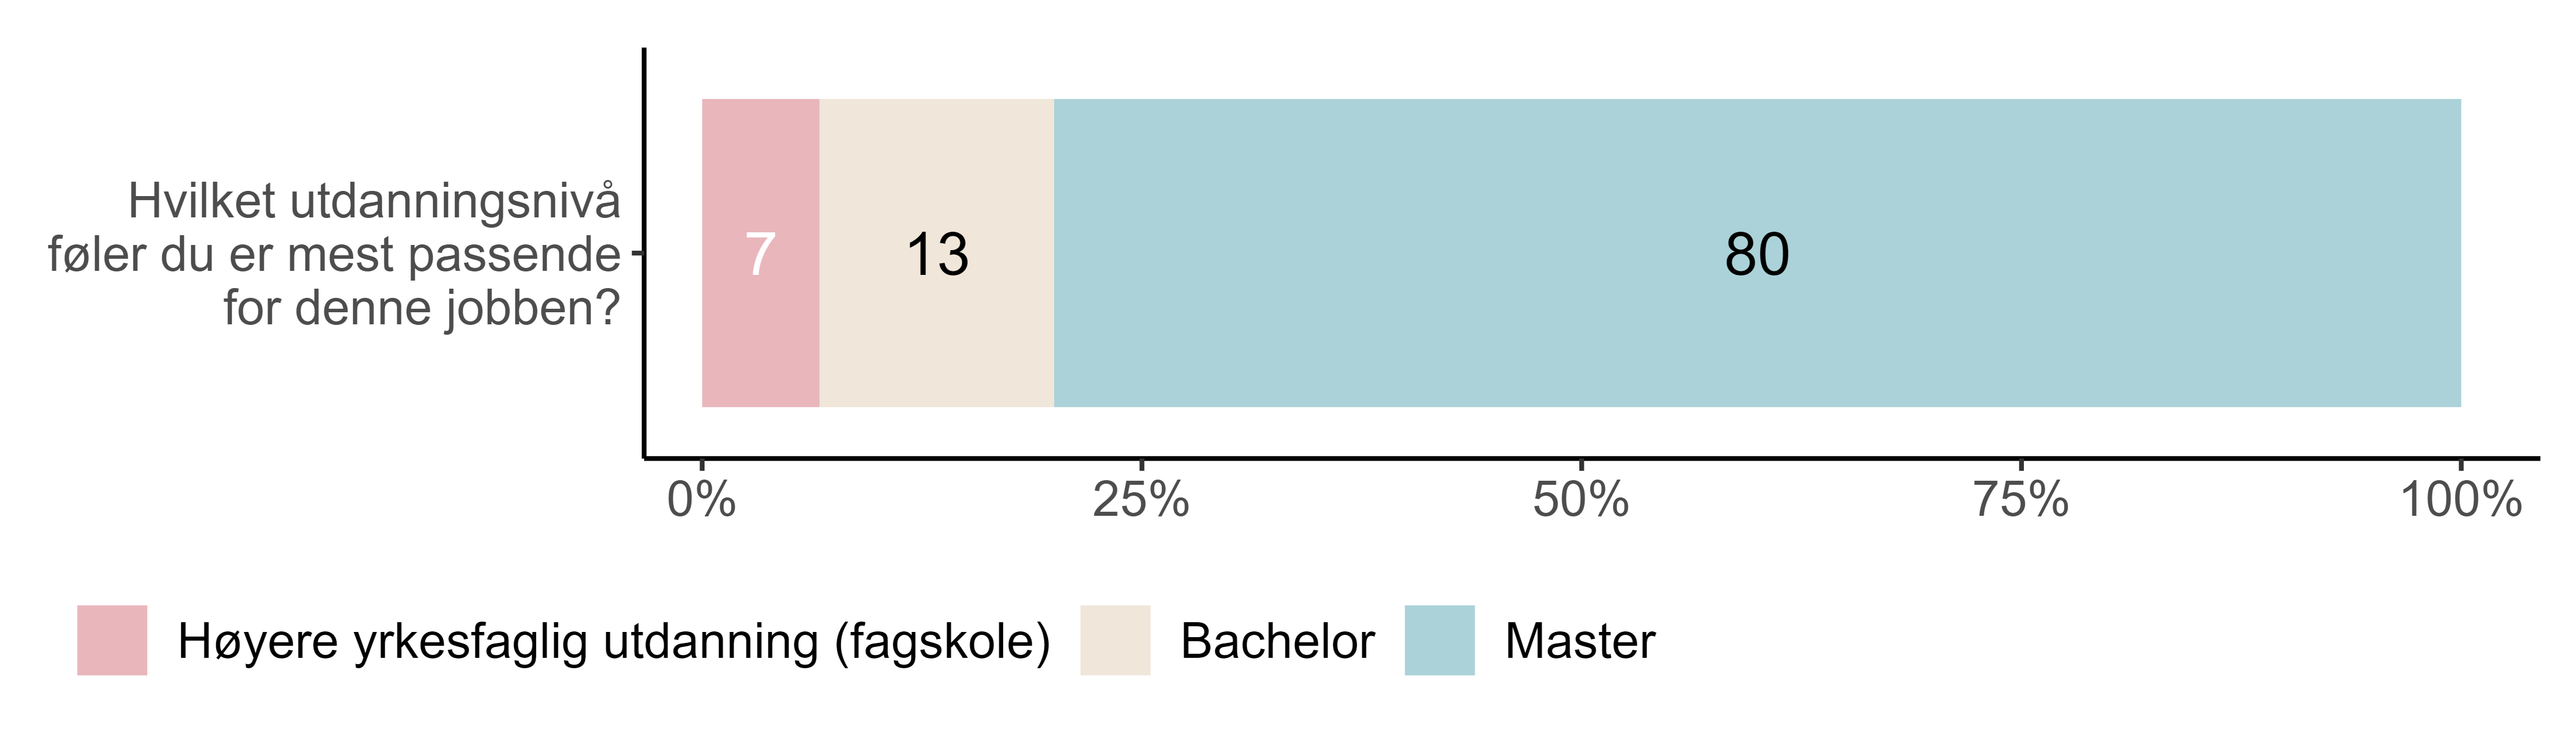 Hvilket utdanningsnivå
føler du er mest passende
for denne jobben?
7 13 80
0% 25% 50% 75% 100%
Høyere yrkesfaglig utdanning (fagskole) Bachelor Master